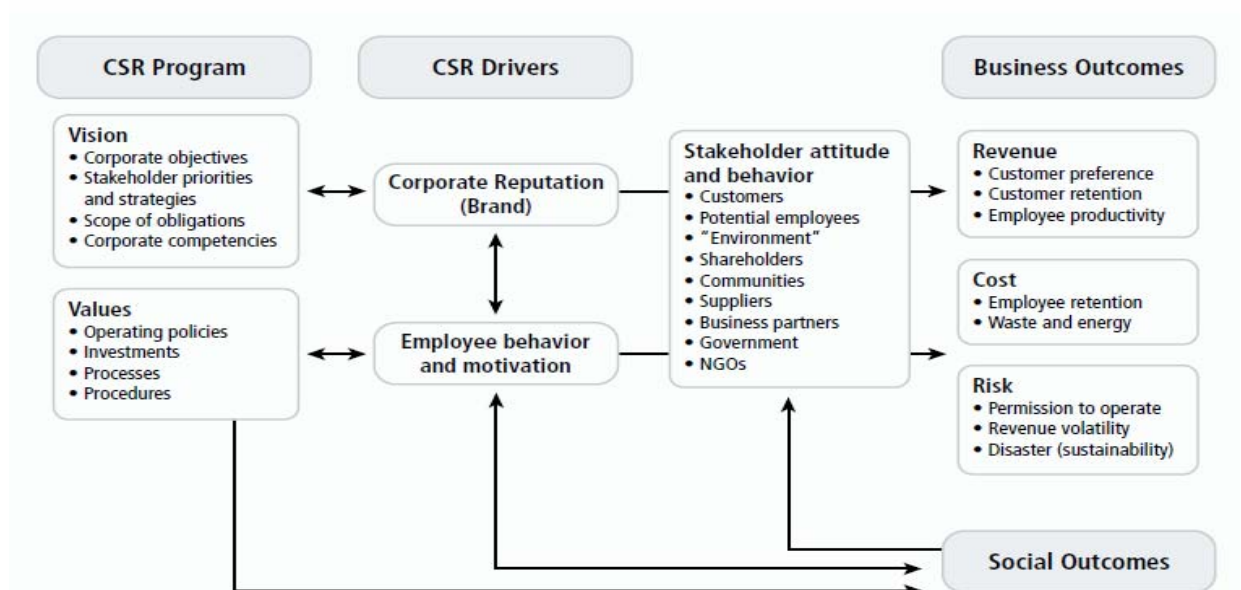 CSR Program
CSR Drivers
Business Outcomes
Vision
• Corporate objectives
• Stakeholder priorities
and strategies
• Scope of obligations
• Corporate competencies
Values
• Operating policies
• Investments
• Processes
• Procedures
Corporate Reputation
(Brand)
Employee behavior
and motivation
Stakeholder attitude
and behavior
• Customers
• Potential employees
• “Environment”
• Shareholders
• Communities
• Suppliers
• Business partners
• Government
• NGOs
Revenue
• Customer preference
• Customer retention
• Employee productivity
Cost
• Employee retention
• Waste and energy
Risk
• Permission to operate
• Revenue volatility
• Disaster (sustainability)
Social Outcomes